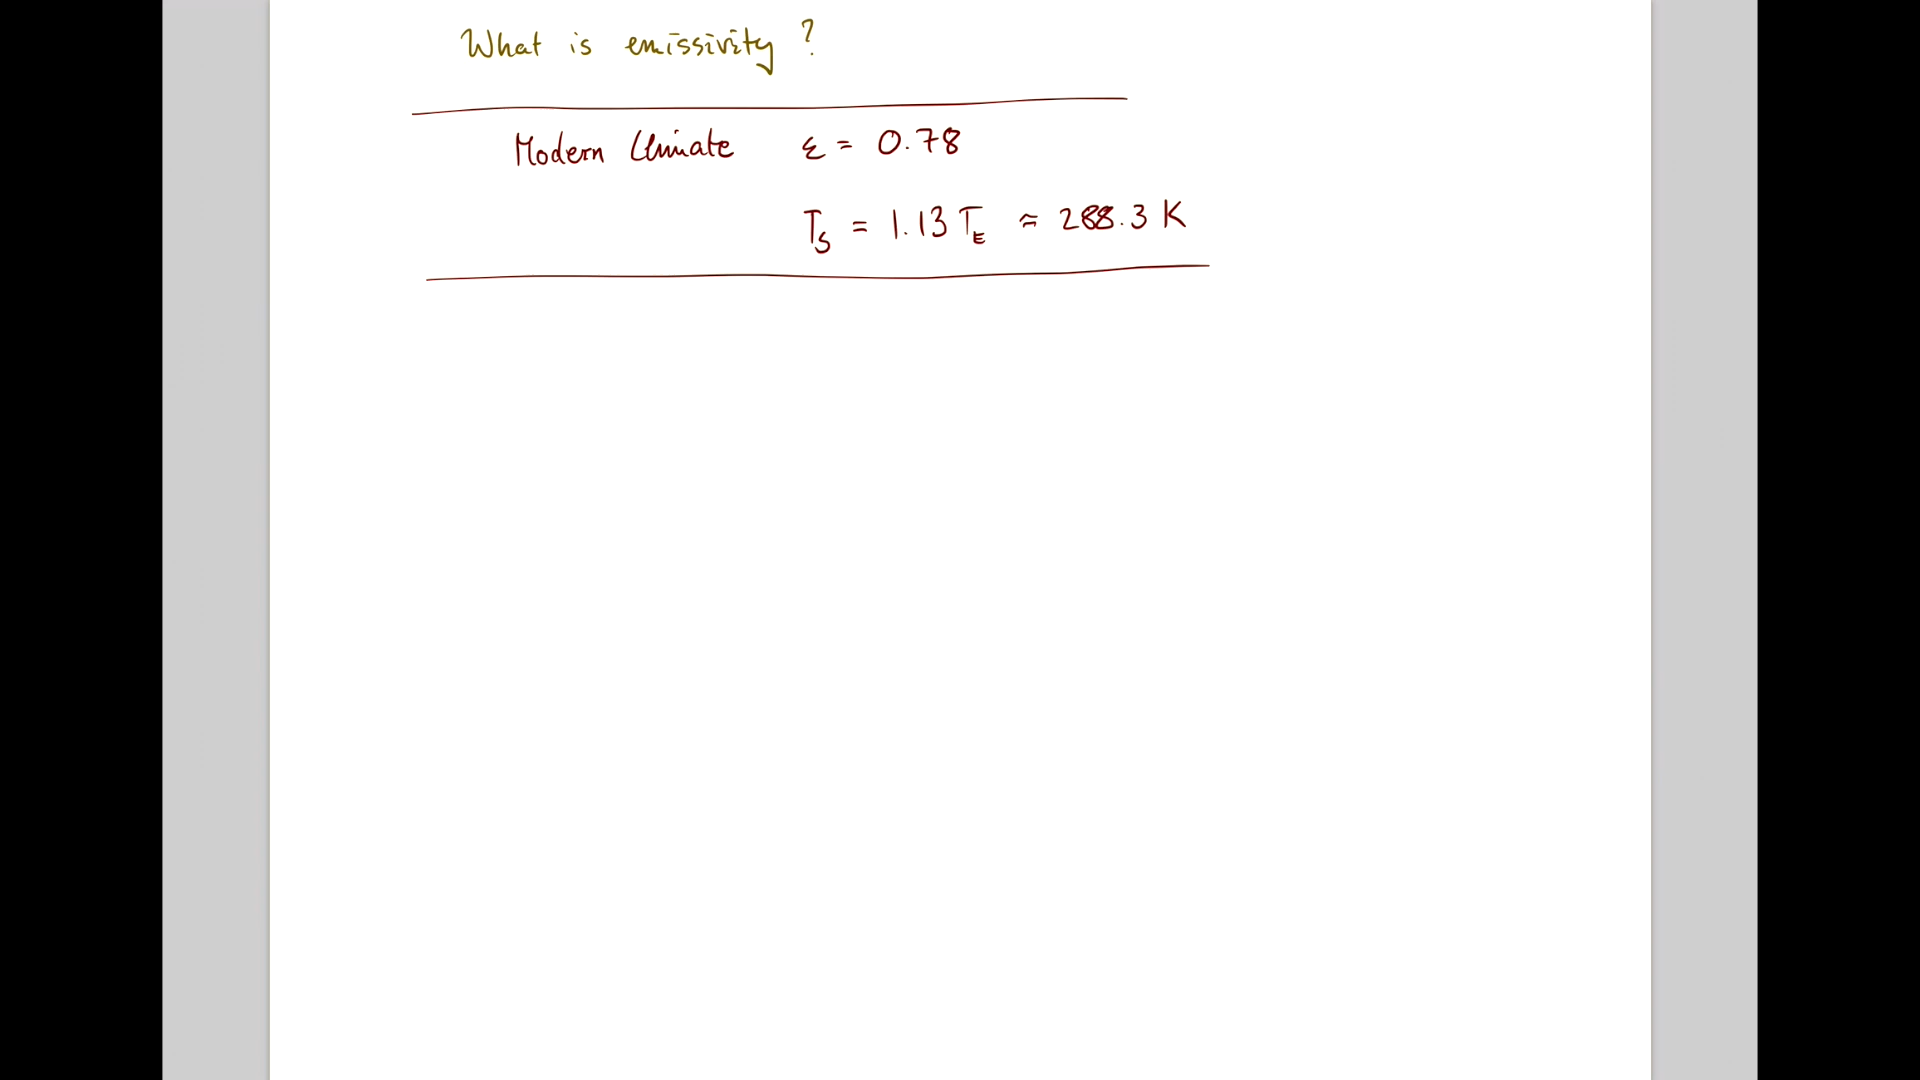 What is emissivity ?
Modern Climate ε = 0.78
T_S = 1.13 T_E ≈ 288.3 K